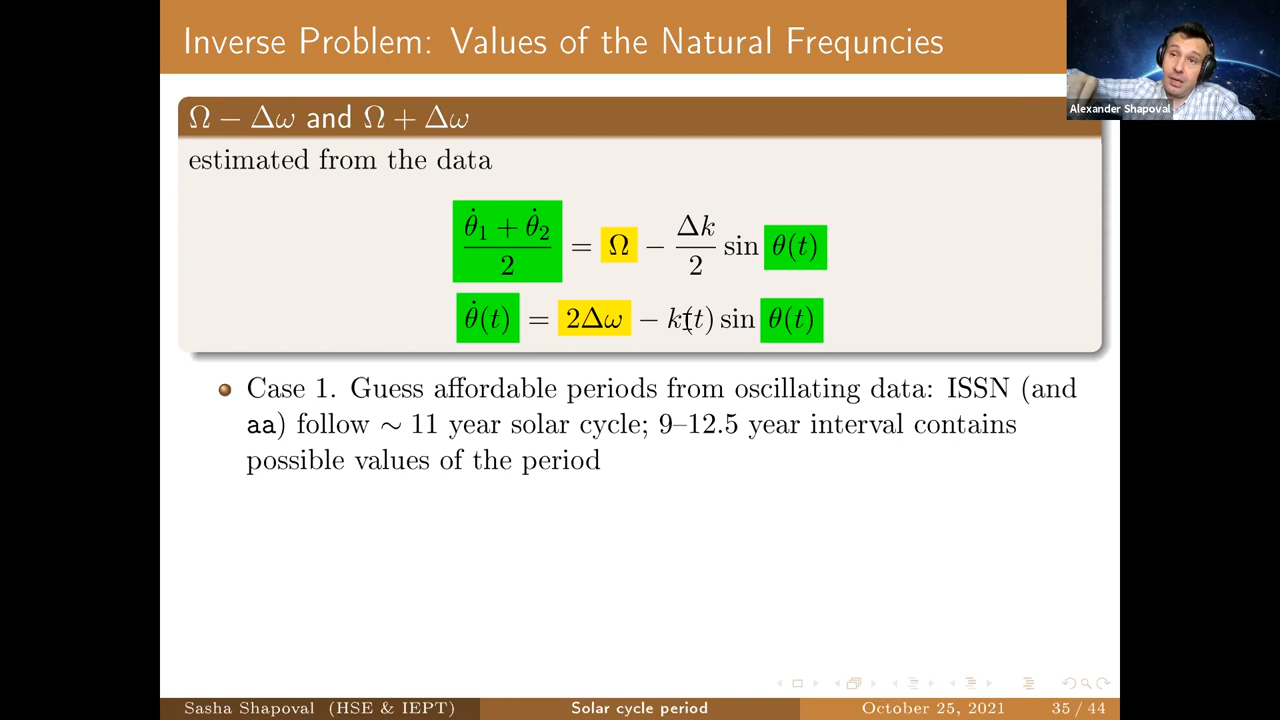 Inverse Problem: Values of the Natural Frequncies
Alexander Shapoval
Ω − Δω and Ω + Δω
estimated from the data
(θ̇₁ + θ̇₂)/2 = Ω − Δk/2 sin θ(t)
θ̇(t) = 2Δω − k(t) sin θ(t)
Case 1. Guess affordable periods from oscillating data: ISSN (and
aa) follow ∼ 11 year solar cycle; 9–12.5 year interval contains
possible values of the period
Sasha Shapoval (HSE & IEPT) Solar cycle period October 25, 2021 35 / 44